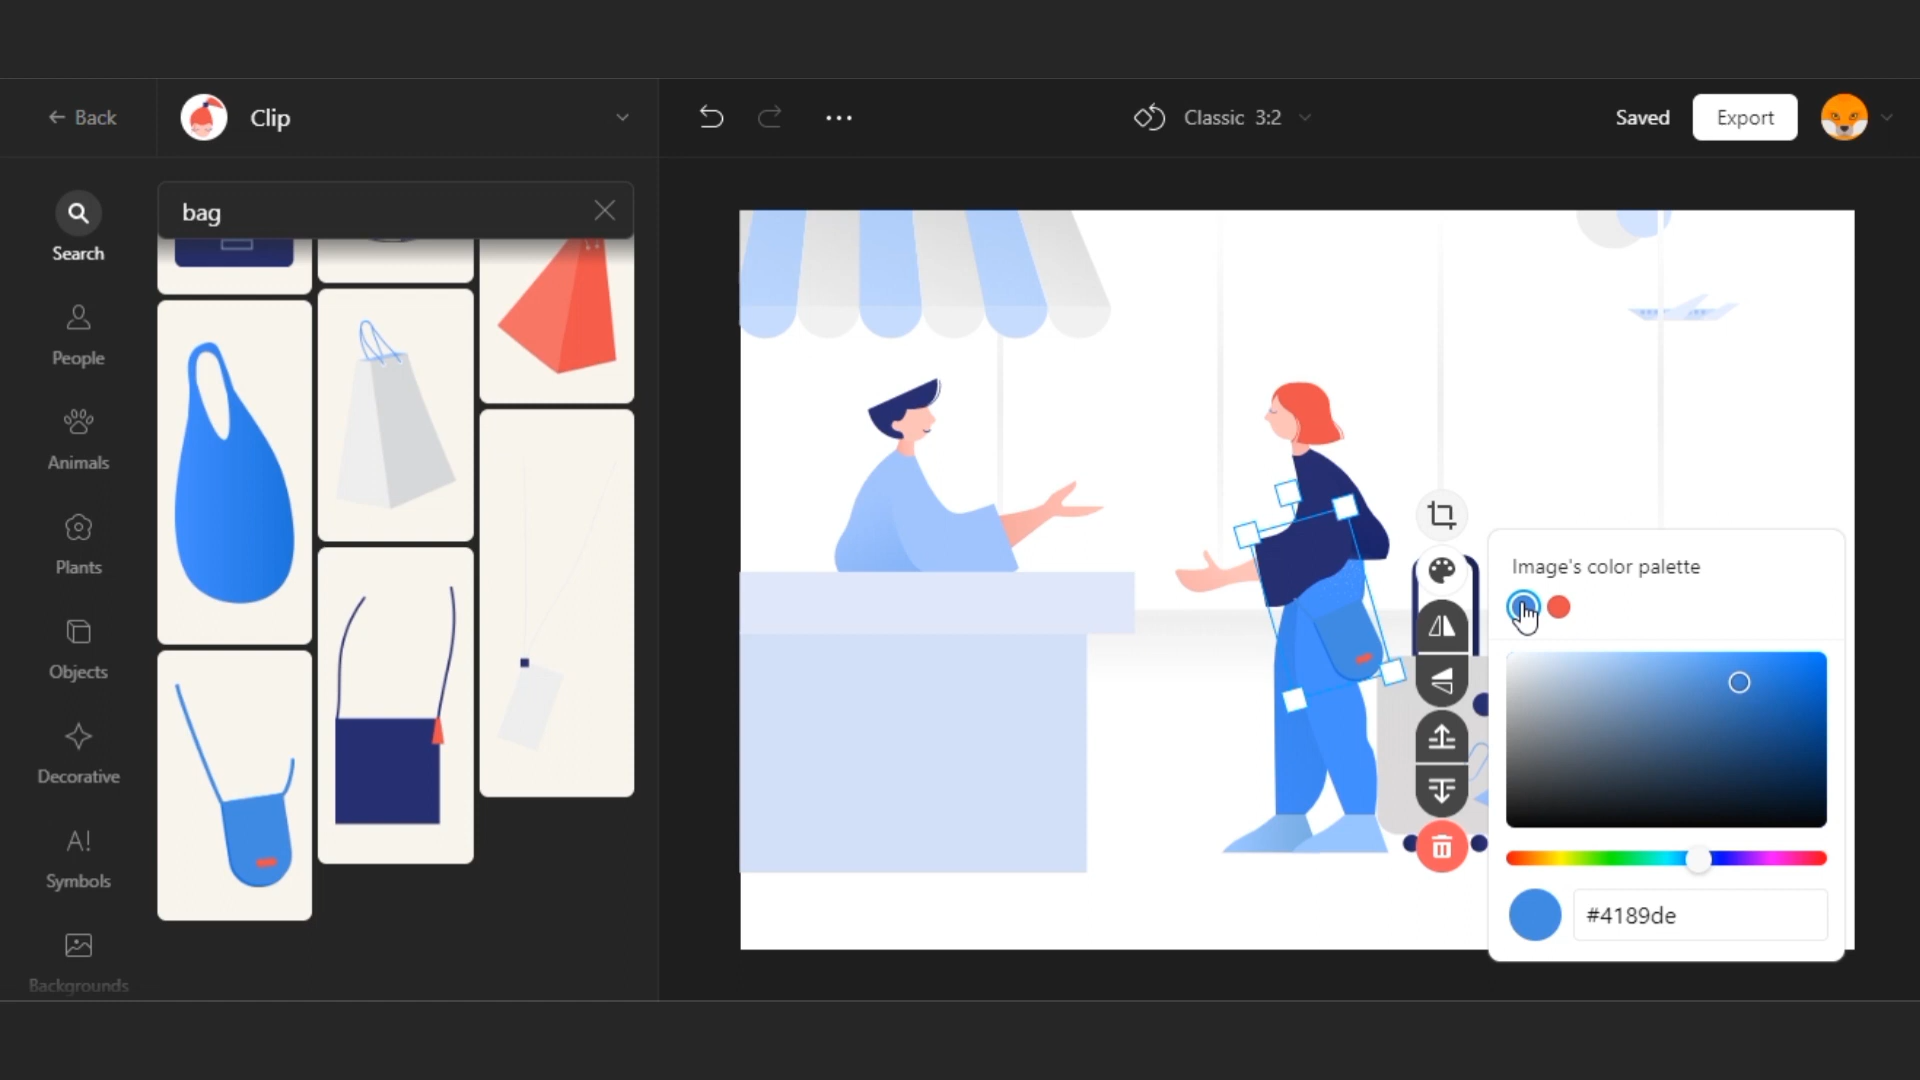 Back
Clip
Classic 3:2
Saved
Export
bag
Search
People
Animals
Plants
Objects
Decorative
A!
Symbols
Backgrounds
Image's color palette
#4189de